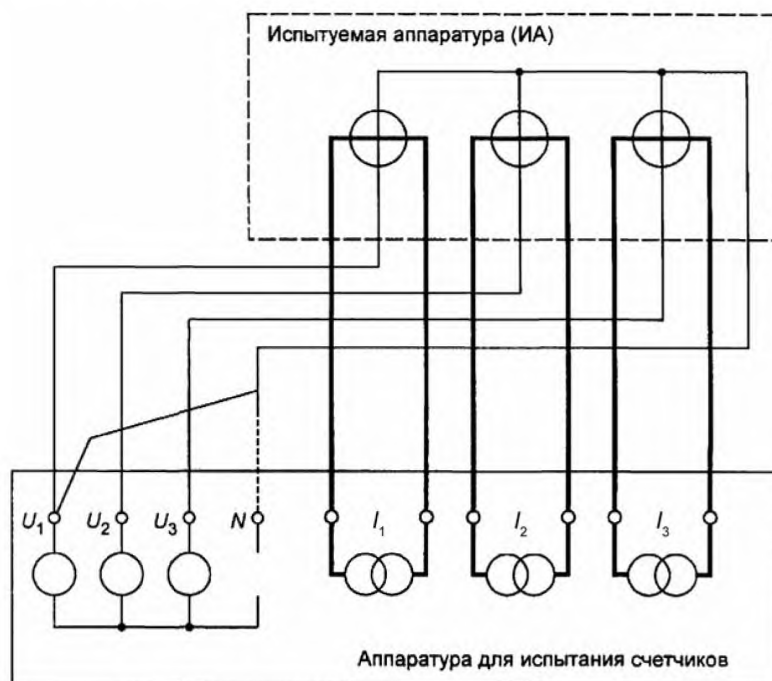 Испытуемая аппаратура (ИА)
U1 U2 U3 N I1 I2 I3
Аппаратура для испытания счетчиков